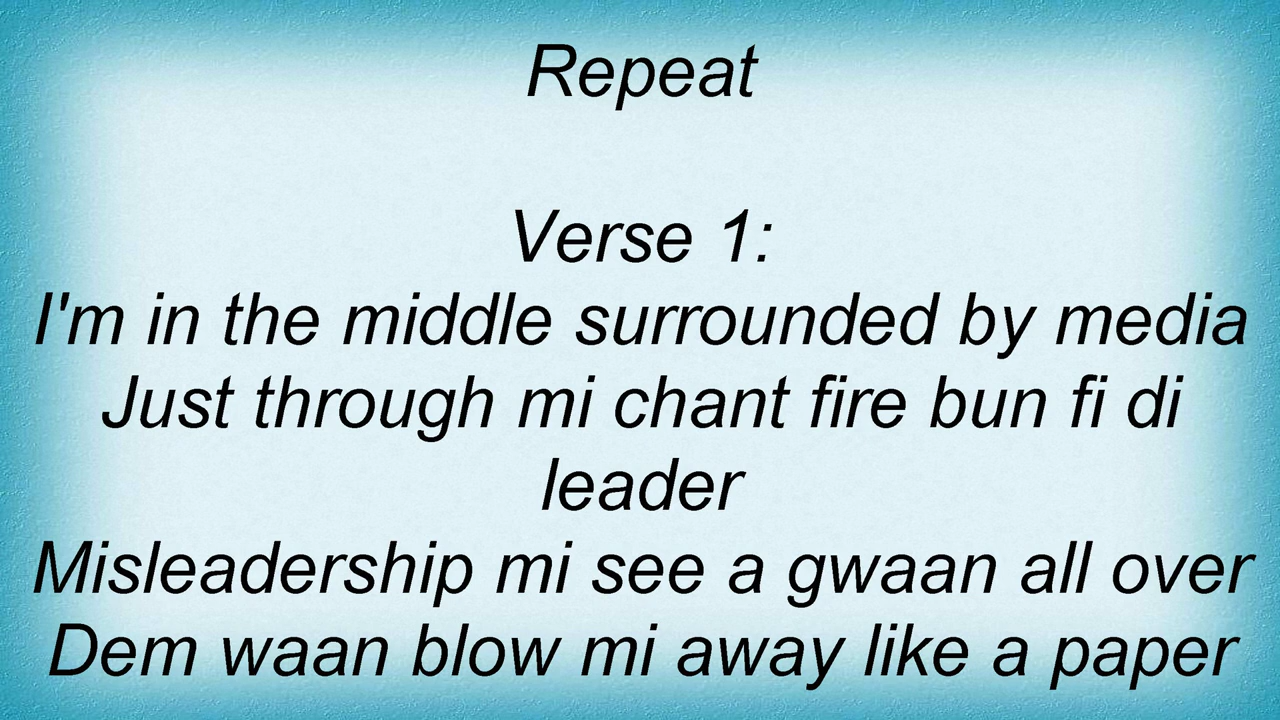 Repeat
Verse 1:
I'm in the middle surrounded by media
Just through mi chant fire bun fi di
leader
Misleadership mi see a gwaan all over
Dem waan blow mi away like a paper